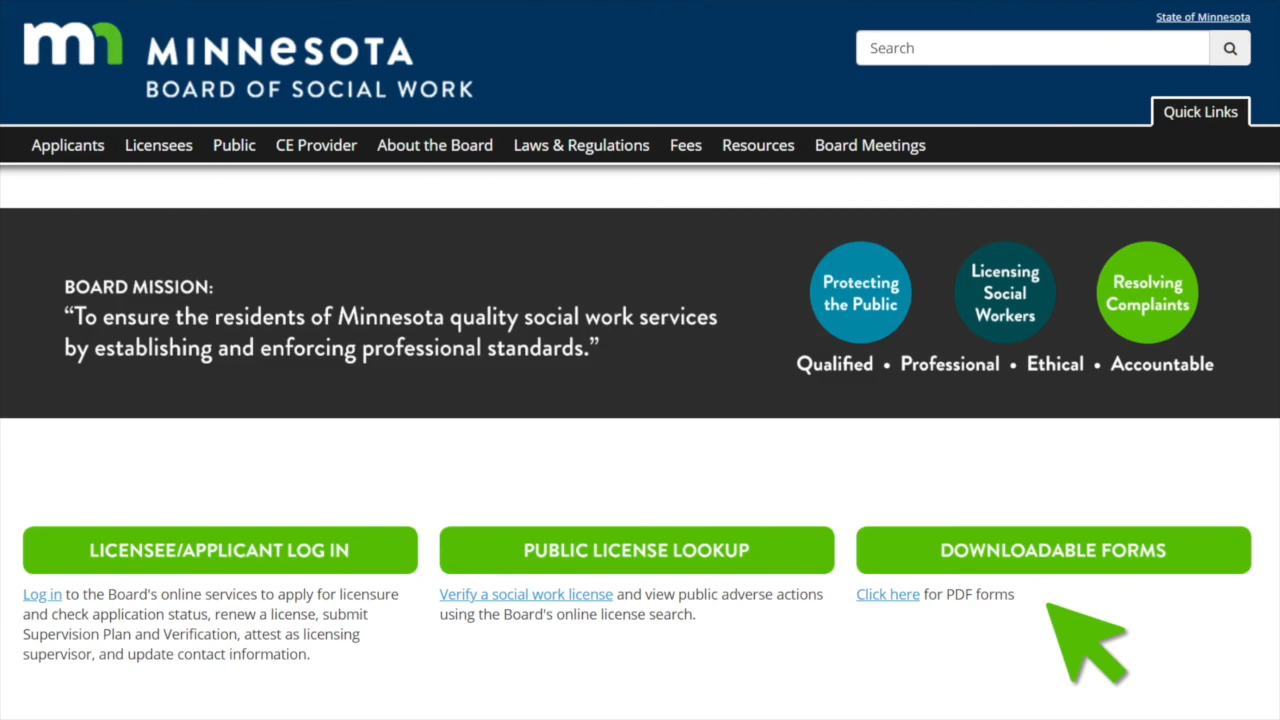 State of Minnesota
mn MINNESOTA
BOARD OF SOCIAL WORK
Search
Quick Links
Applicants Licensees Public CE Provider About the Board Laws & Regulations Fees Resources Board Meetings
BOARD MISSION:
“To ensure the residents of Minnesota quality social work services
by establishing and enforcing professional standards.”
Protecting
the Public
Licensing
Social
Workers
Resolving
Complaints
Qualified • Professional • Ethical • Accountable
LICENSEE/APPLICANT LOG IN
Log in to the Board's online services to apply for licensure
and check application status, renew a license, submit
Supervision Plan and Verification, attest as licensing
supervisor, and update contact information.
PUBLIC LICENSE LOOKUP
Verify a social work license and view public adverse actions
using the Board's online license search.
DOWNLOADABLE FORMS
Click here for PDF forms